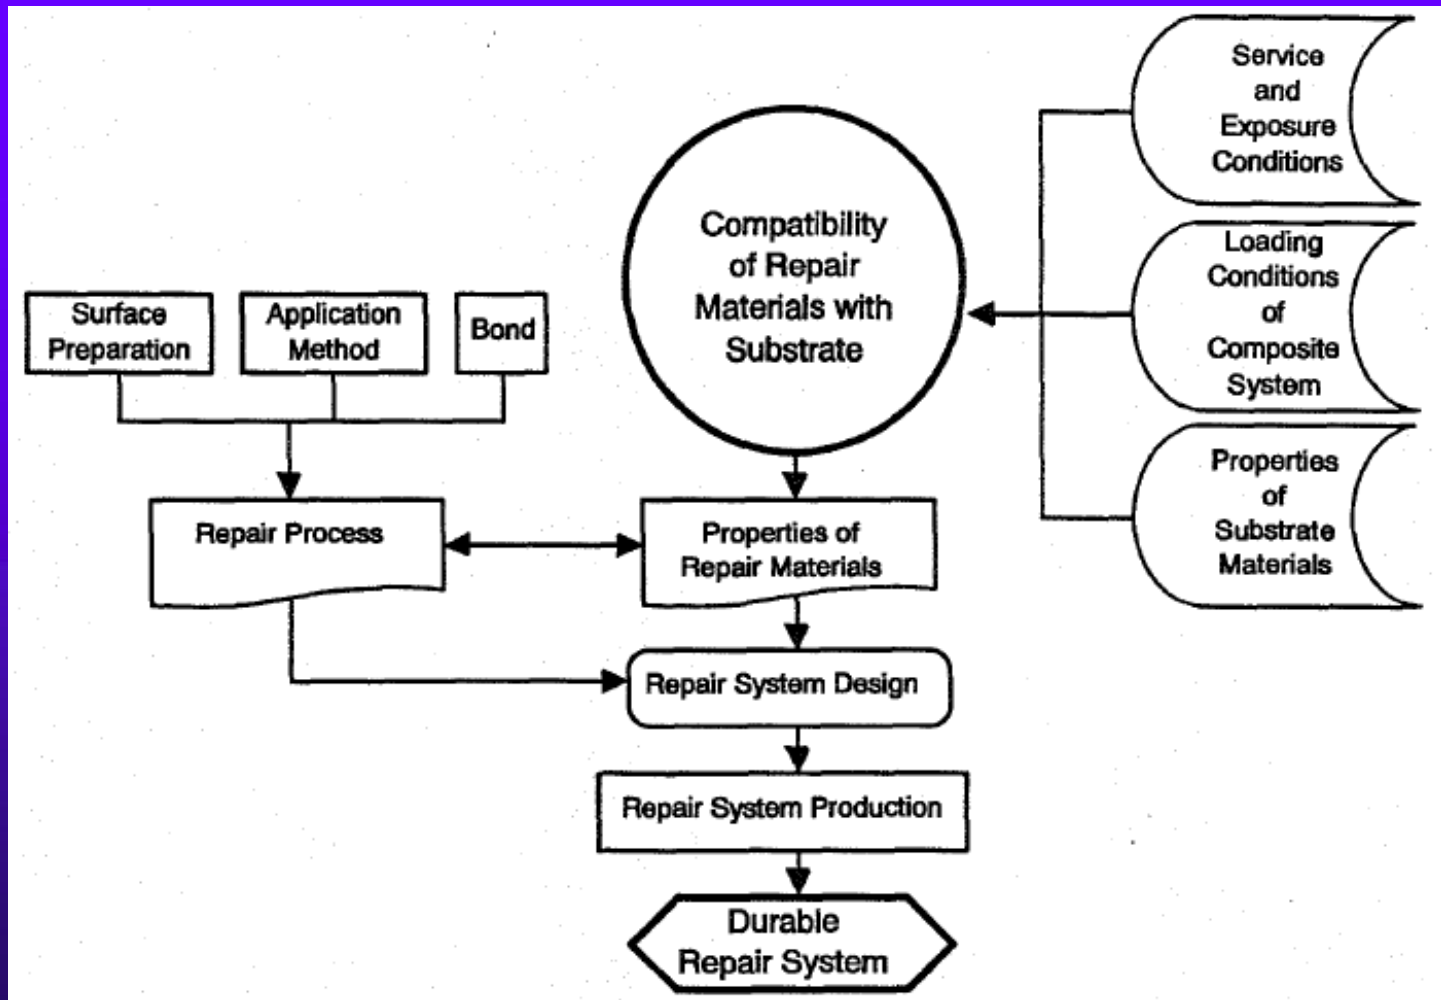 Service
and
Exposure
Conditions
Compatibility
of Repair
Materials with
Substrate
Loading
Conditions
of
Composite
System
Surface
Preparation
Application
Method
Bond
Properties
of
Substrate
Materials
Repair Process
Properties of
Repair Materials
Repair System Design
Repair System Production
Durable
Repair System